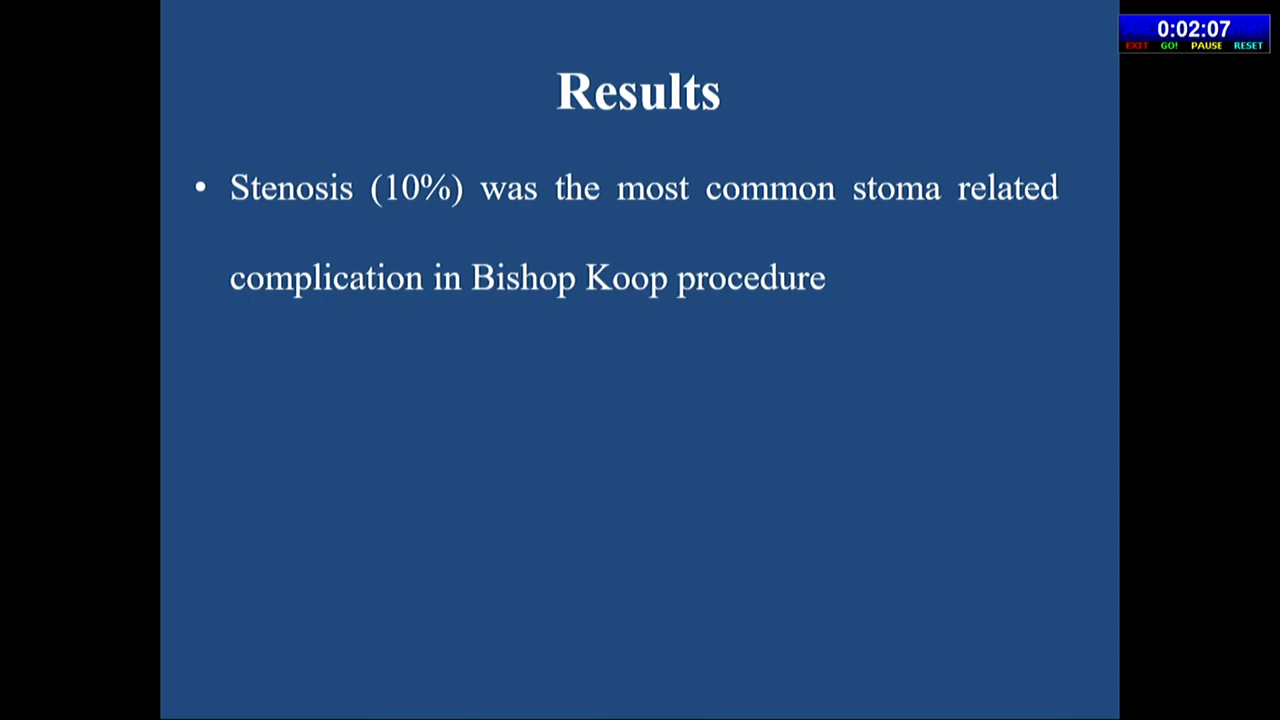 0:02:07
EXIT GO! PAUSE RESET
Results
• Stenosis (10%) was the most common stoma related
complication in Bishop Koop procedure